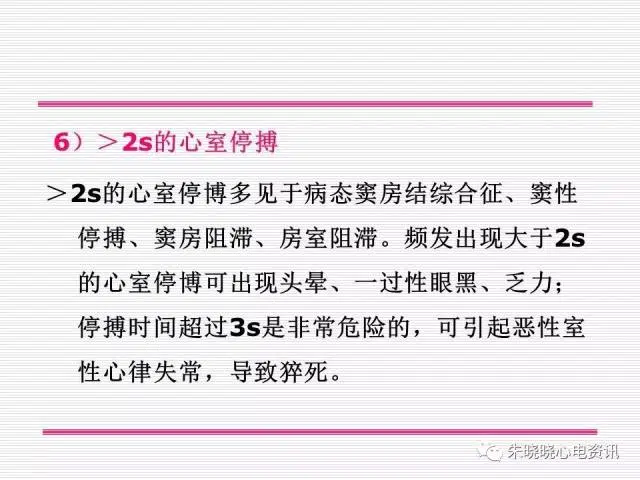 6）＞2s的心室停搏
＞2s的心室停博多见于病态窦房结综合征、窦性
停搏、窦房阻滞、房室阻滞。频发出现大于2s
的心室停博可出现头晕、一过性眼黑、乏力；
停搏时间超过3s是非常危险的，可引起恶性室
性心律失常，导致猝死。
朱晓晓心电资讯